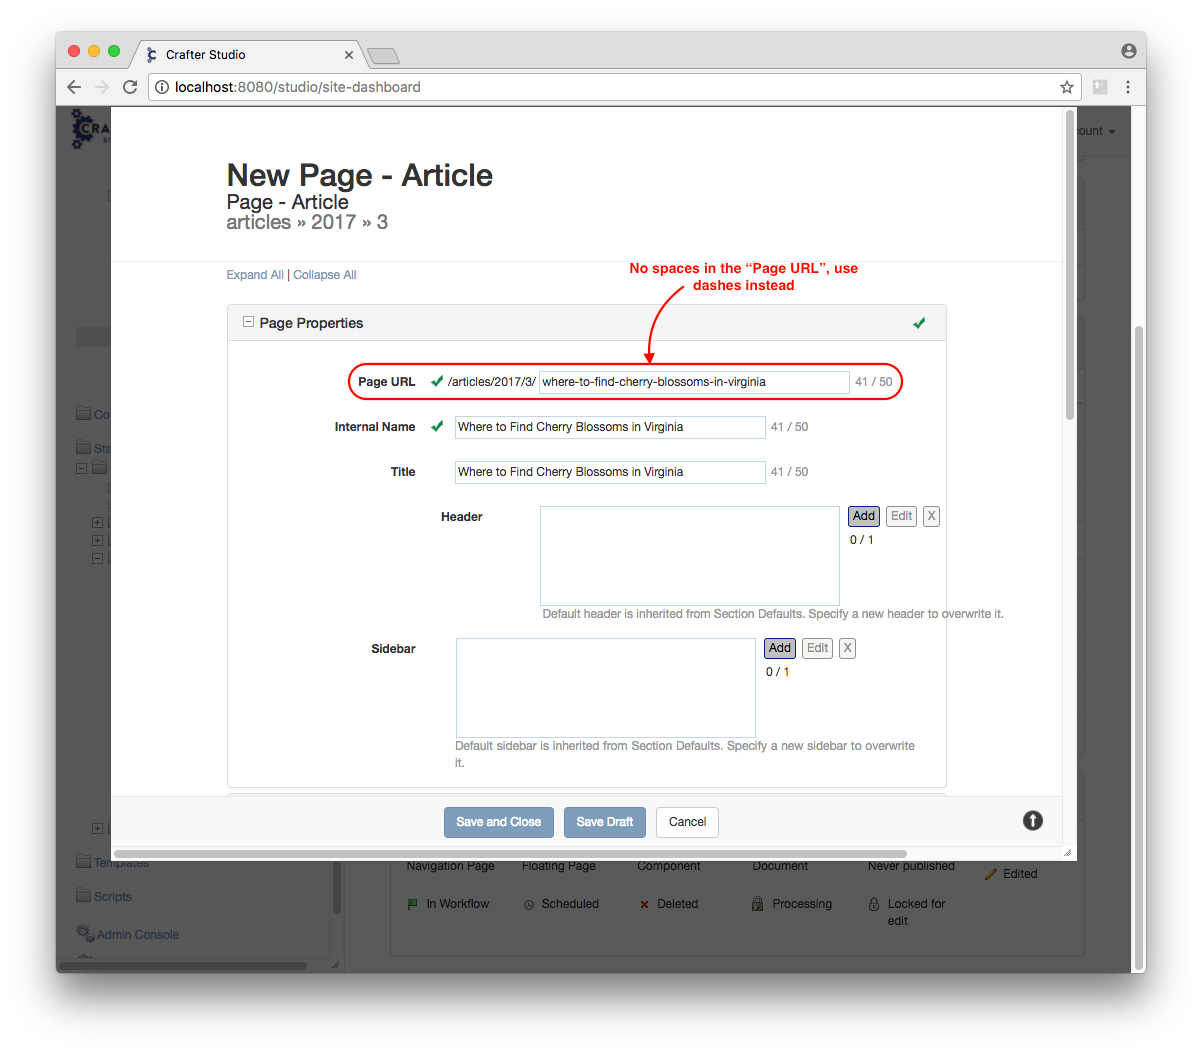 Crafter Studio
localhost:8080/studio/site-dashboard
CRA
count
New Page - Article
Page - Article
articles » 2017 » 3
Expand All | Collapse All
No spaces in the “Page URL”, use
dashes instead
Page Properties
Page URL /articles/2017/3/ where-to-find-cherry-blossoms-in-virginia 41 / 50
Internal Name Where to Find Cherry Blossoms in Virginia 41 / 50
Title Where to Find Cherry Blossoms in Virginia 41 / 50
Header Add Edit X
0 / 1
Default header is inherited from Section Defaults. Specify a new header to overwrite it.
Sidebar Add Edit X
0 / 1
Default sidebar is inherited from Section Defaults. Specify a new sidebar to overwrite
it.
Save and Close Save Draft Cancel
Co
Sta
Templates
Scripts
Admin Console
Navigation Page Floating Page Component Document Never published Edited
In Workflow Scheduled Deleted Processing Locked for
edit